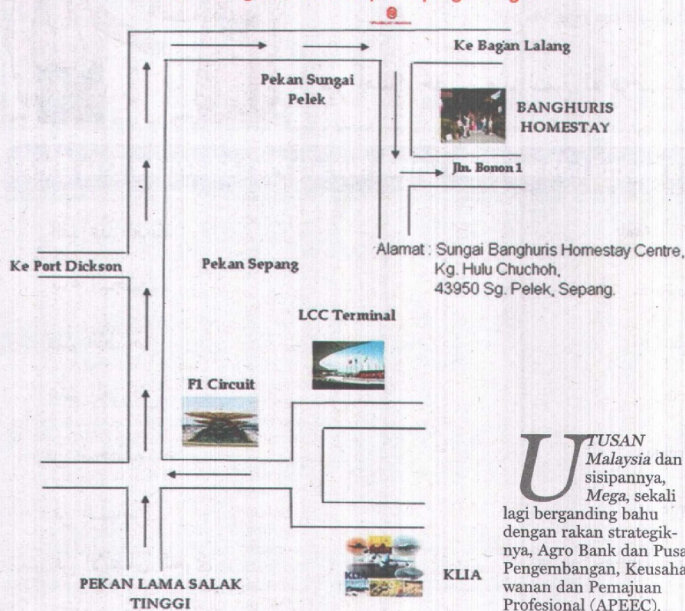 Ke Bagan Lalang
Pekan Sungai
Pelek
BANGHURIS
HOMESTAY
Jln. Bonon 1
Alamat : Sungai Banghuris Homestay Centre,
Kg. Hulu Chuchoh,
43950 Sg. Pelek, Sepang.
Ke Port Dickson
Pekan Sepang
LCC Terminal
F1 Circuit
KLIA
PEKAN LAMA SALAK
TINGGI
UTUSAN
Malaysia dan
sisipannya,
Mega, sekali
lagi berganding bahu
dengan rakan strategik-
nya, Agro Bank dan Pusa
Pengembangan, Keusaha
wanan dan Pemajuan
Profesional (APEEC),